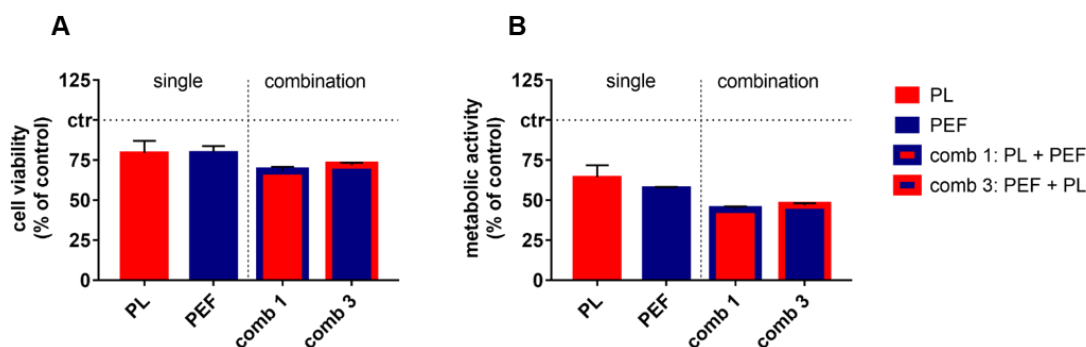 A
single combination
125
ctr
75
50
25
0
cell viability
(% of control)
PL PEF comb 1 comb 3
B
single combination
125
ctr
75
50
25
0
metabolic activity
(% of control)
PL PEF comb 1 comb 3
PL
PEF
comb 1: PL + PEF
comb 3: PEF + PL